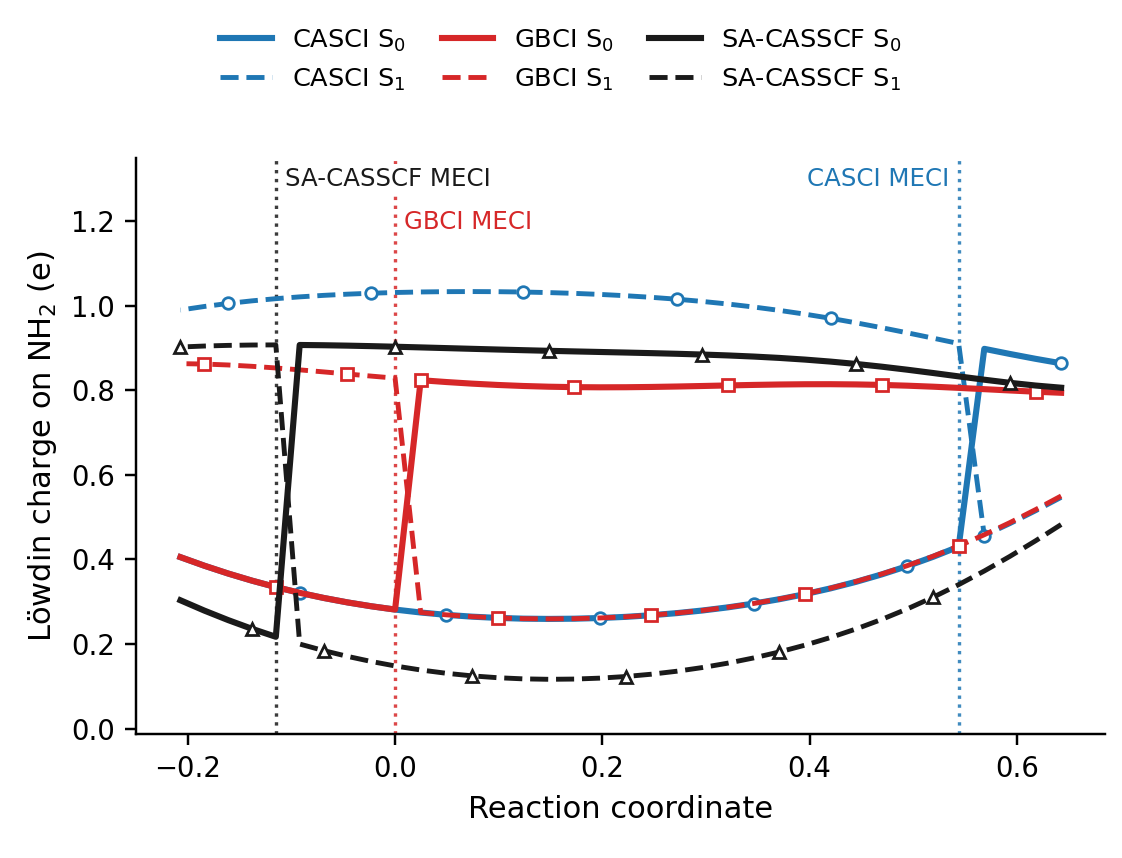 CASCI S₀ GBCI S₀ SA-CASSCF S₀
CASCI S₁ GBCI S₁ SA-CASSCF S₁
SA-CASSCF MECI
CASCI MECI
GBCI MECI
Löwdin charge on NH₂ (e)
1.2
1.0
0.8
0.6
0.4
0.2
0.0
−0.2 0.0 0.2 0.4 0.6
Reaction coordinate